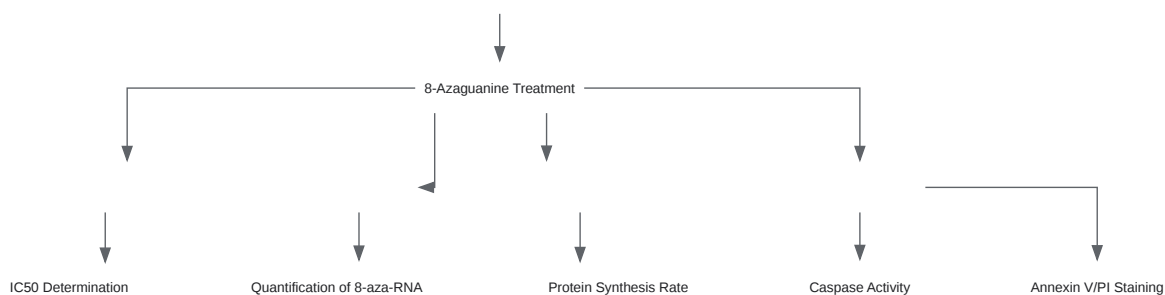 8-Azaguanine Treatment
IC50 Determination
Quantification of 8-aza-RNA
Protein Synthesis Rate
Caspase Activity
Annexin V/PI Staining